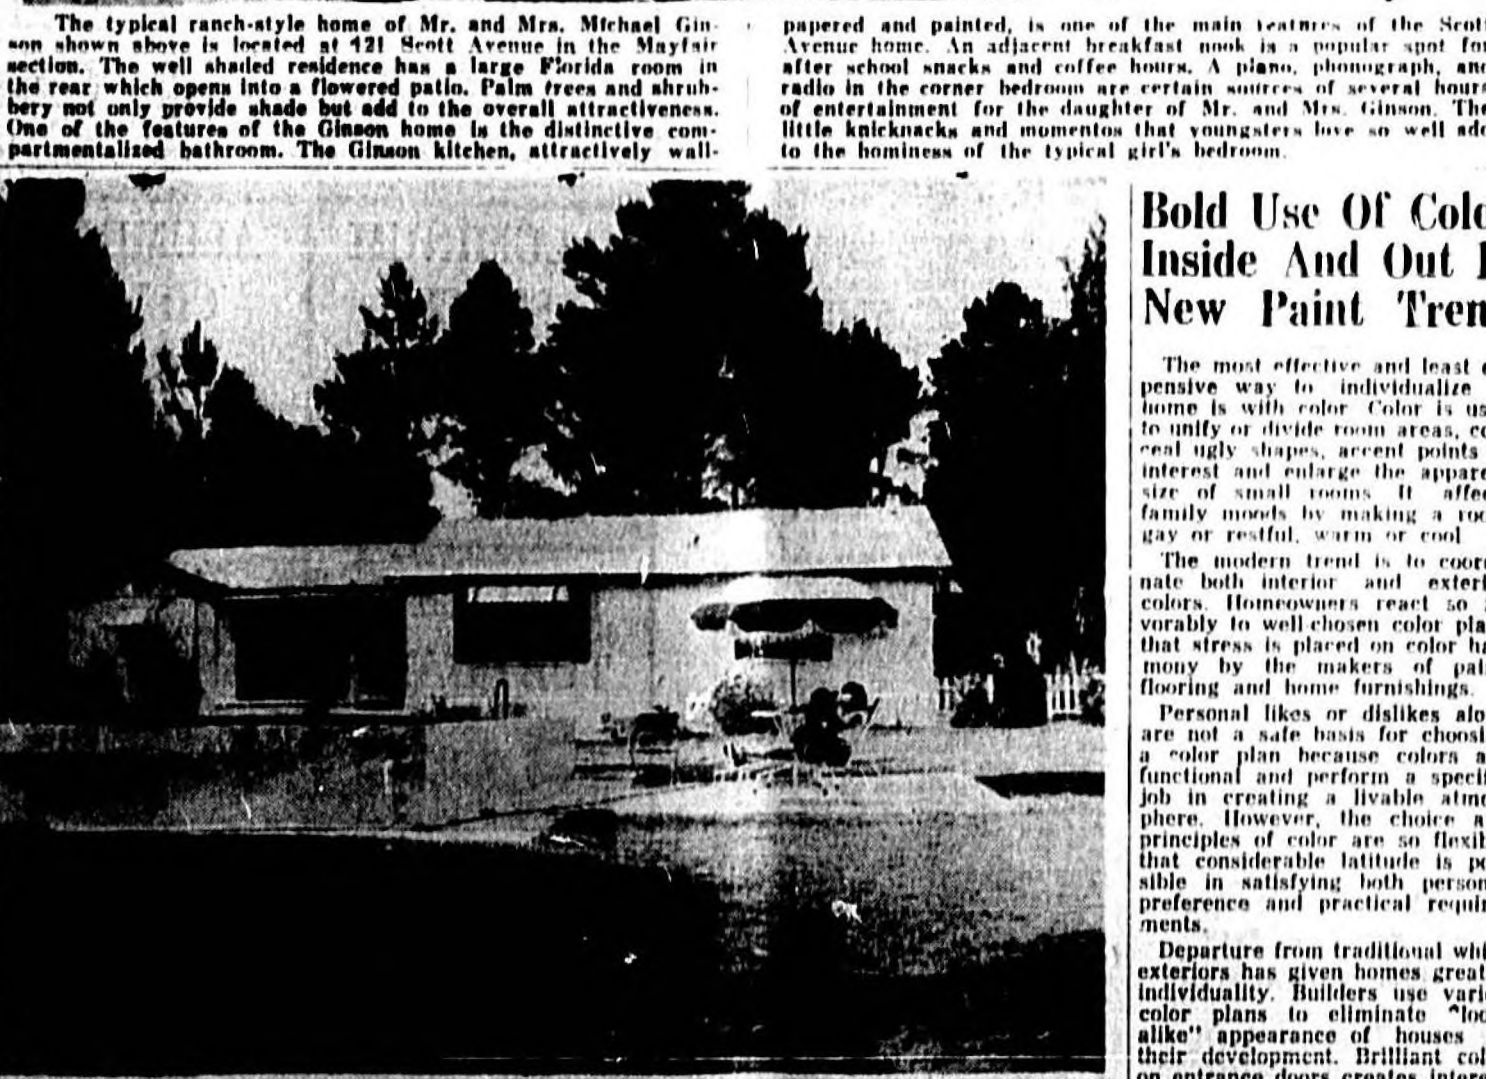 The typical ranch-style home of Mr. and Mrs. Michael Gin-
son shown above is located at 421 Scott Avenue in the Mayfair
section. The well shaded residence has a large Florida room in
the rear which opens into a flowered patio. Palm trees and shrub-
bery not only provide shade but add to the overall attractiveness.
One of the features of the Ginson home is the distinctive com-
partmentalized bathroom. The Ginson kitchen, attractively wall-
papered and painted, is one of the main features of the Scott
Avenue home. An adjacent breakfast nook is a popular spot for
after school snacks and coffee hours. A piano, phonograph, and
radio in the corner bedroom are certain sources of several hours
of entertainment for the daughter of Mr. and Mrs. Ginson. The
little knicknacks and momentos that youngsters love so well add
to the hominess of the typical girl's bedroom.
Bold Use Of Colo
Inside And Out I
New Paint Tren
The most effective and least e
pensive way to individualize
home is with color Color is us
to unify or divide room areas, co
ceal ugly shapes, accent points
interest and enlarge the appare
size of small rooms. It affec
family moods by making a roo
gay or restful, warm or cool
The modern trend is to coord
nate both interior and exteri
colors. Homeowners react so
vorably to well-chosen color pla
that stress is placed on color ha
mony by the makers of pain
flooring and home furnishings.
Personal likes or dislikes alo
are not a safe basis for choosi
a color plan because colors a
functional and perform a specif
job in creating a livable atmo
phere. However, the choice a
principles of color are so flexib
that considerable latitude is po
sible in satisfying both person
preference and practical requir
ments.
Departure from traditional whi
exteriors has given homes great
individuality. Builders use vari
color plans to eliminate "loo
alike" appearance of houses
their development. Brilliant col
on entrance doors creates intere